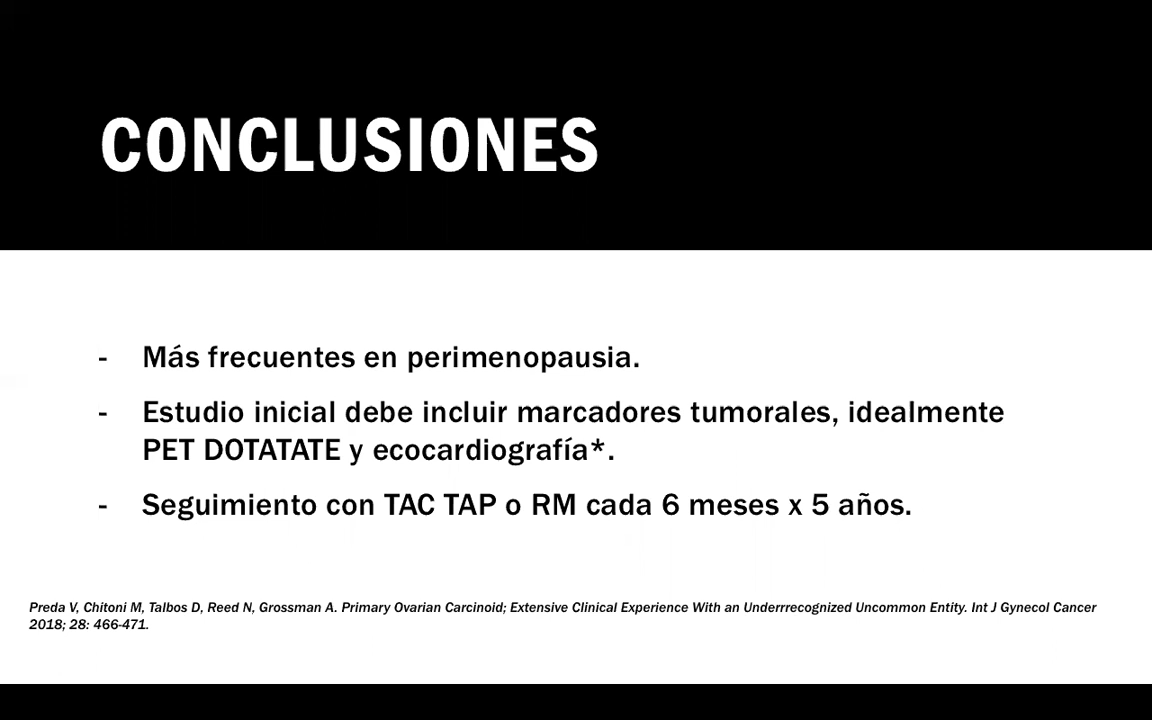 CONCLUSIONES
- Más frecuentes en perimenopausia.
- Estudio inicial debe incluir marcadores tumorales, idealmente
PET DOTATATE y ecocardiografía*.
- Seguimiento con TAC TAP o RM cada 6 meses x 5 años.
Preda V, Chitoni M, Talbos D, Reed N, Grossman A. Primary Ovarian Carcinoid; Extensive Clinical Experience With an Underrrecognized Uncommon Entity. Int J Gynecol Cancer
2018; 28: 466-471.